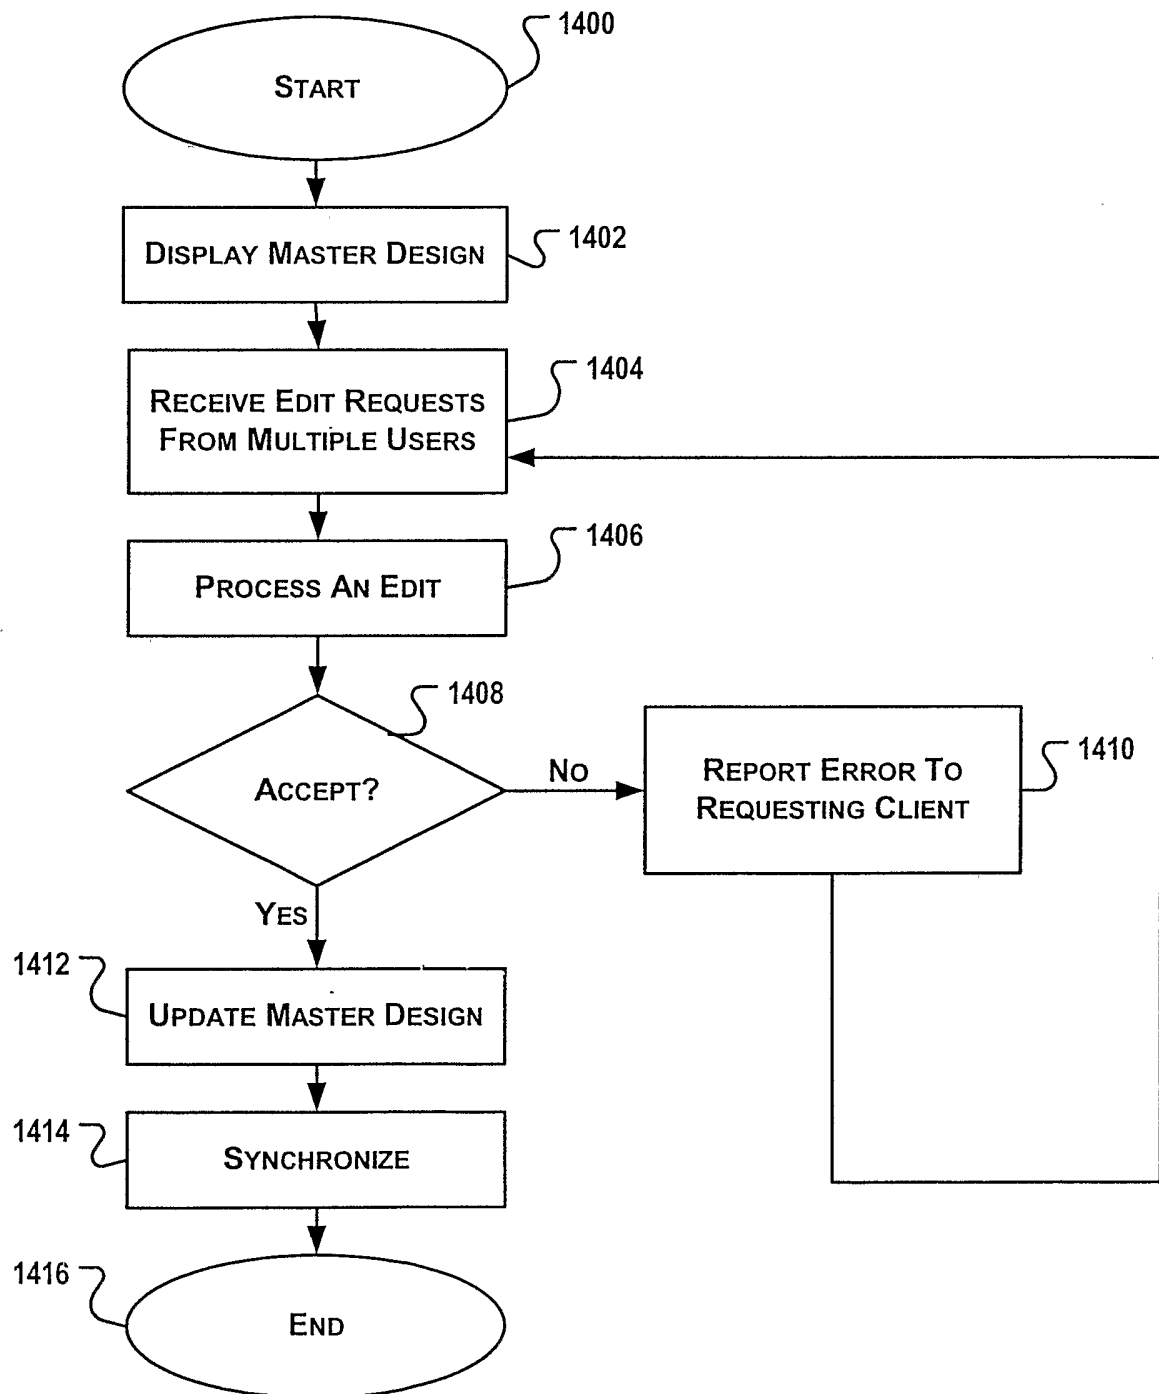 1400
START
DISPLAY MASTER DESIGN
1402
RECEIVE EDIT REQUESTS
FROM MULTIPLE USERS
1404
PROCESS AN EDIT
1406
1408
ACCEPT?
NO
REPORT ERROR TO
REQUESTING CLIENT
1410
YES
1412
UPDATE MASTER DESIGN
1414
SYNCHRONIZE
1416
END